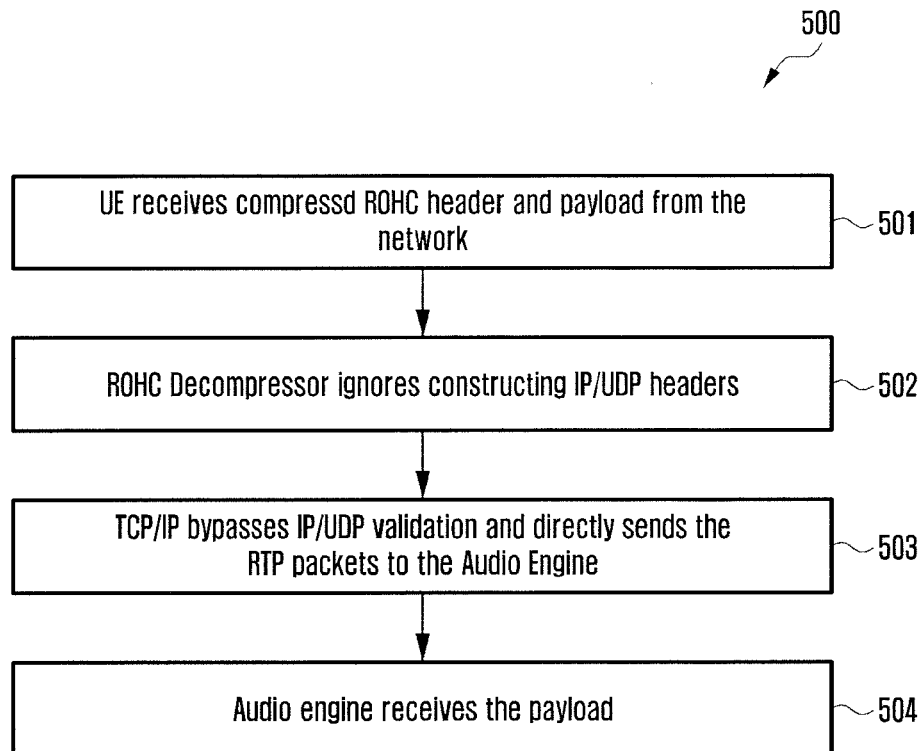 500
UE receives compressd ROHC header and payload from the
network
501
ROHC Decompressor ignores constructing IP/UDP headers
502
TCP/IP bypasses IP/UDP validation and directly sends the
RTP packets to the Audio Engine
503
Audio engine receives the payload
504